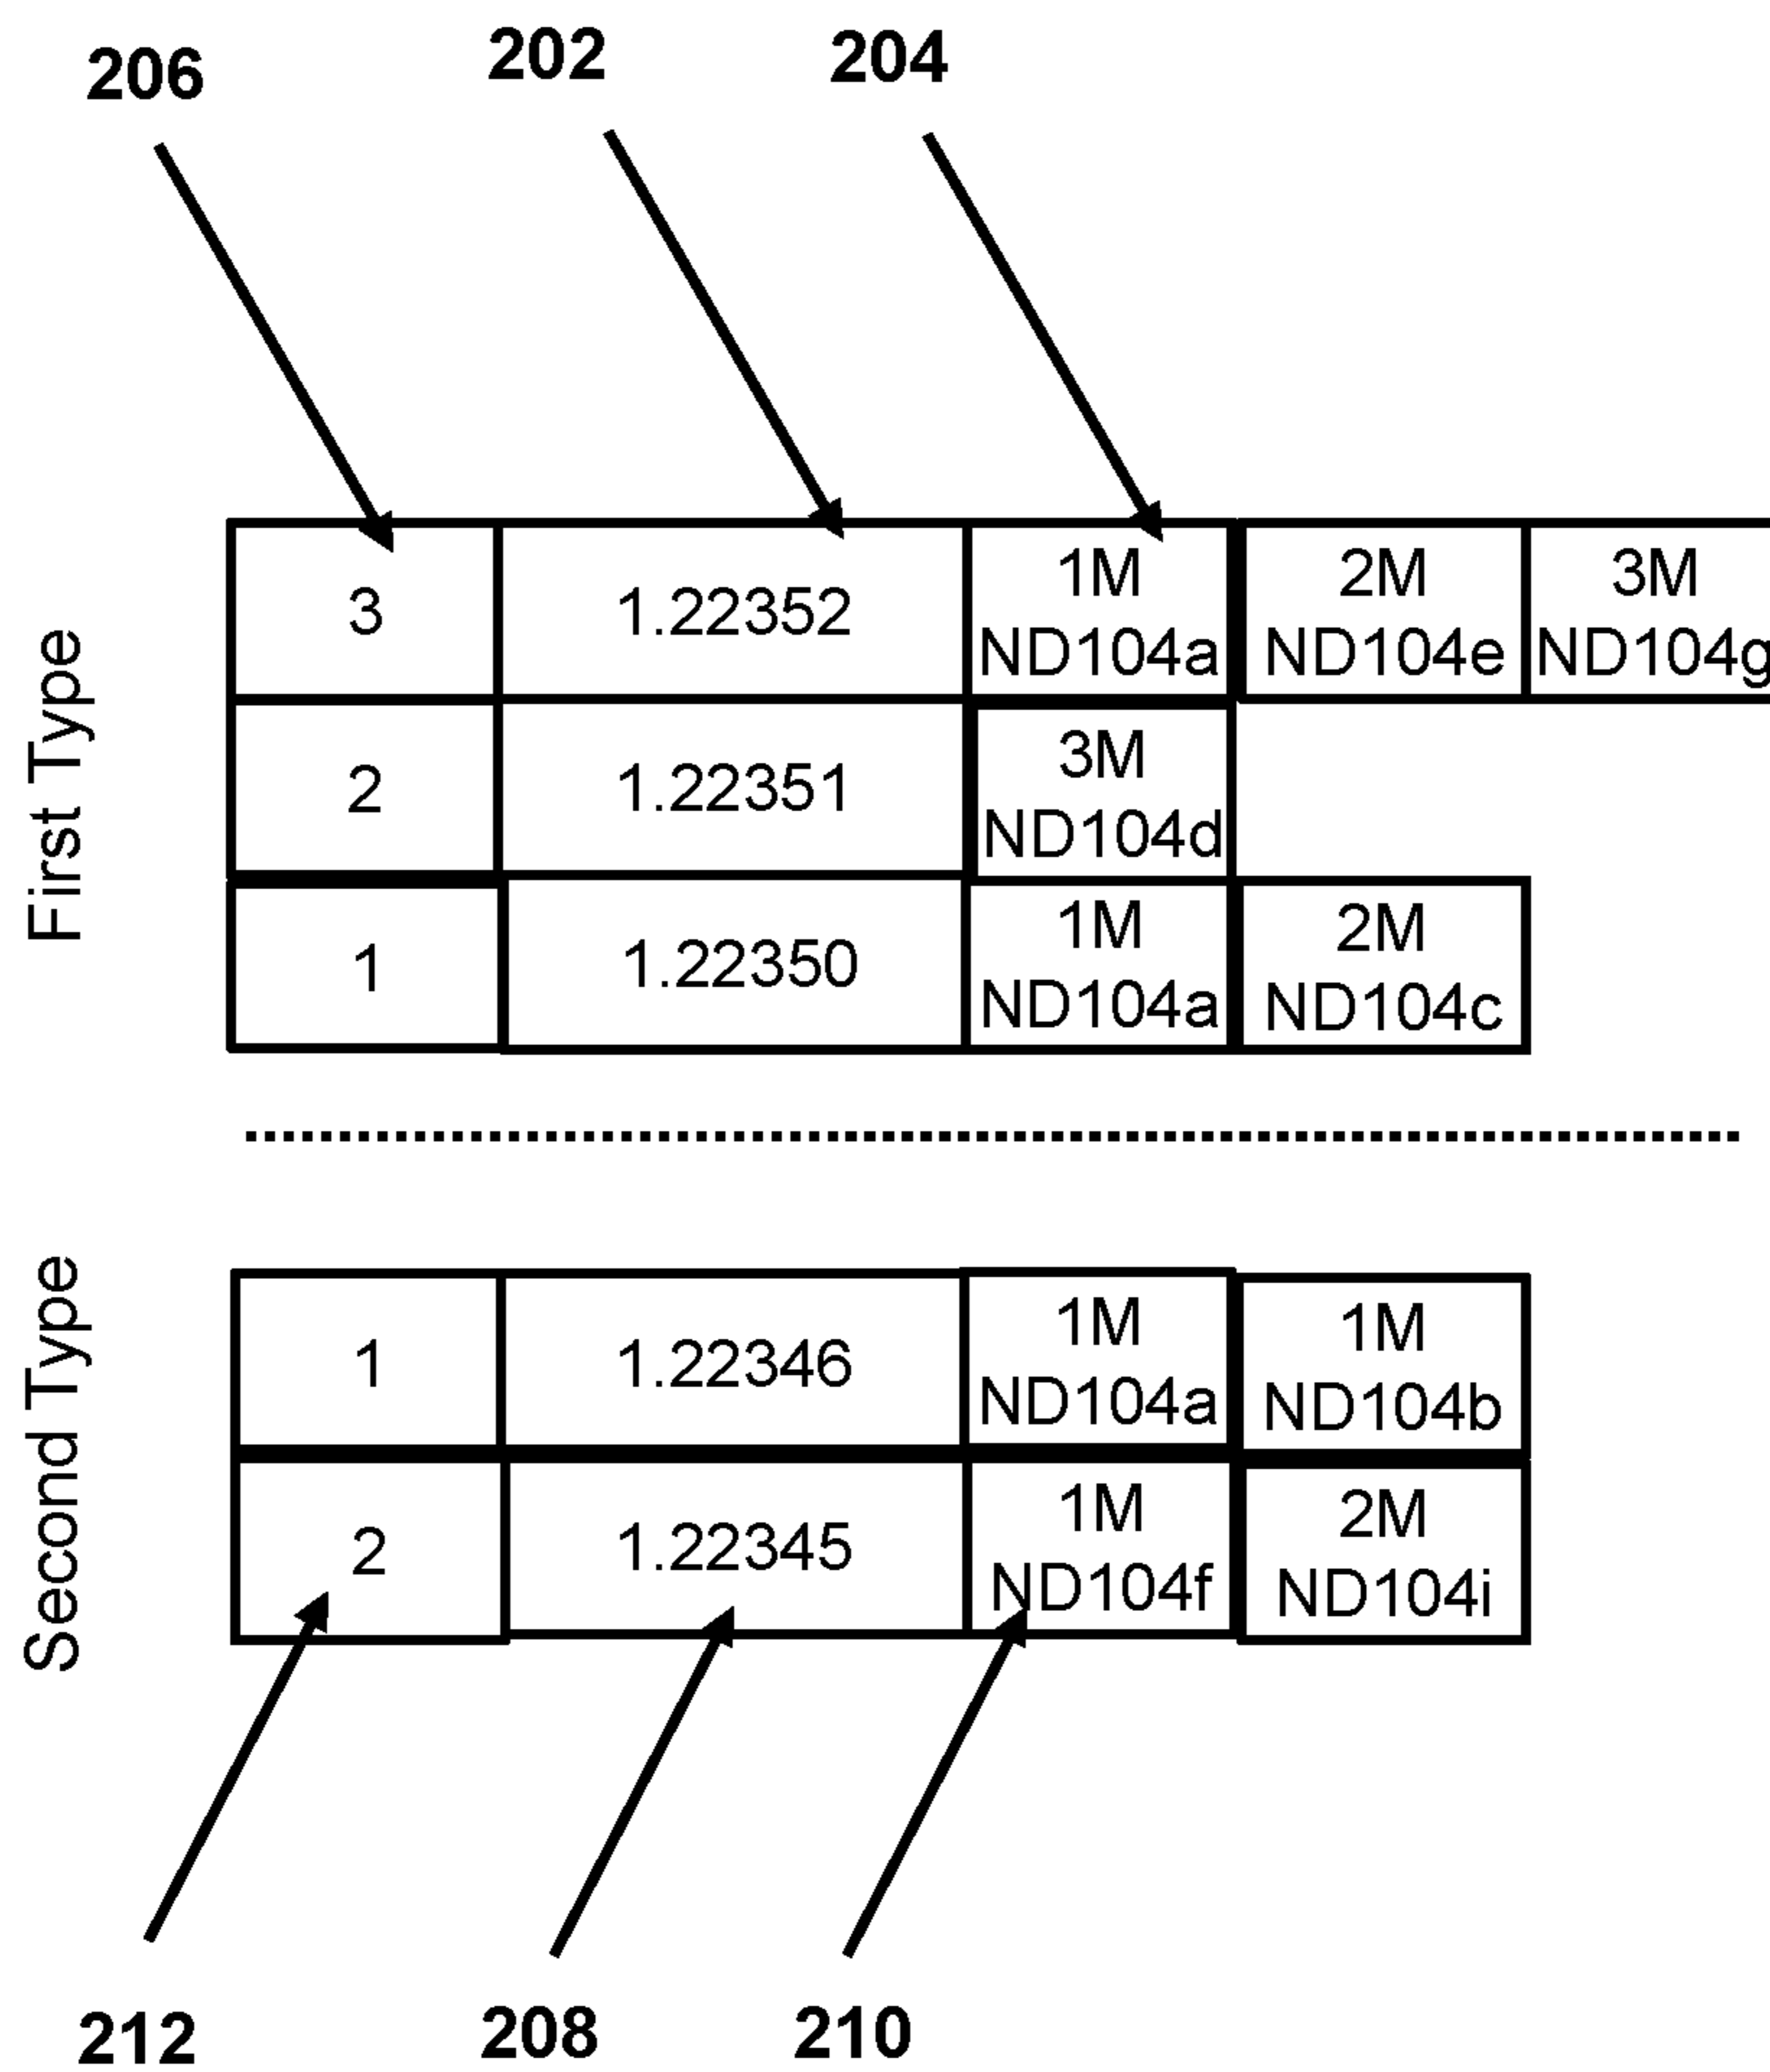 206 202 204
First Type
3 1.22352 1M ND104a 2M ND104e 3M ND104g
2 1.22351 3M ND104d
1 1.22350 1M ND104a 2M ND104c
Second Type
1 1.22346 1M ND104a 1M ND104b
2 1.22345 1M ND104f 2M ND104i
212 208 210